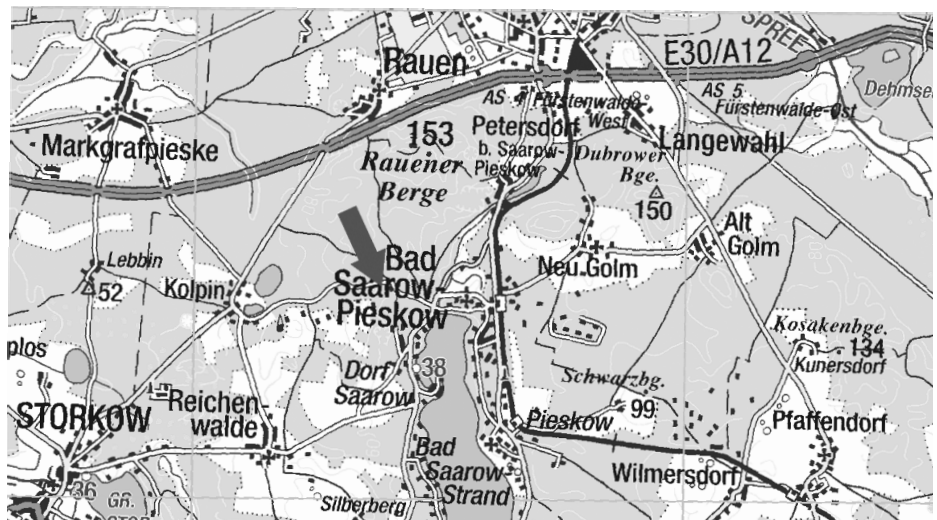 SPREE
E30/A12
Rauen
AS 4 Fürstenwalde-
West
AS 5
Fürstenwalde-Ost
Dehmse
Markgrafpieske
153
Rauener
Berge
Petersdorf
b. Saarow-
Pieskow
Dubrower
Bge.
150
Langewahl
Alt
Golm
Lebbin
52
Kolpin
Bad
Saarow-
Pieskow
Neu Golm
Kosakenbge.
134
Kunersdorf
plos
Dorf
Saarow
38
Schwarzbg.
99
STORKOW
Reichen-
walde
Pieskow
Pfaffendorf
Bad
Saarow
Strand
Wilmersdorf
36
Gr.
Silberberg